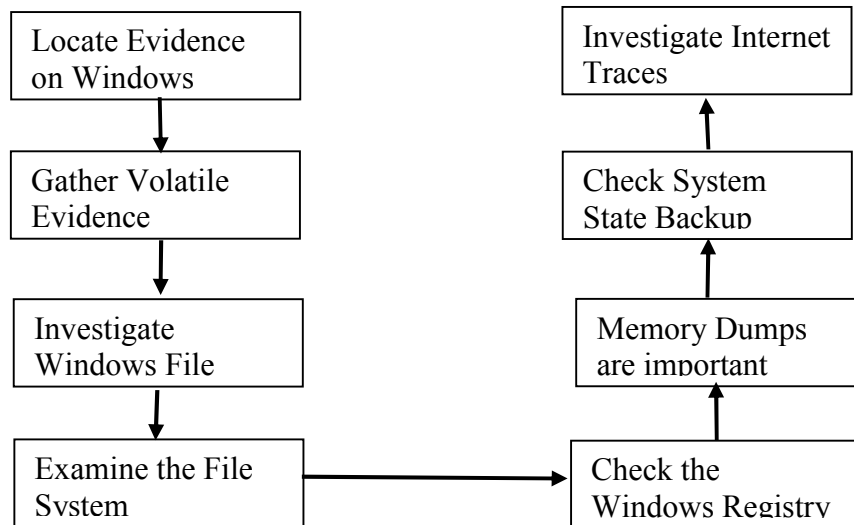 Locate Evidence
on Windows
Gather Volatile
Evidence
Investigate
Windows File
Examine the File
System
Check the
Windows Registry
Memory Dumps
are important
Check System
State Backup
Investigate Internet
Traces